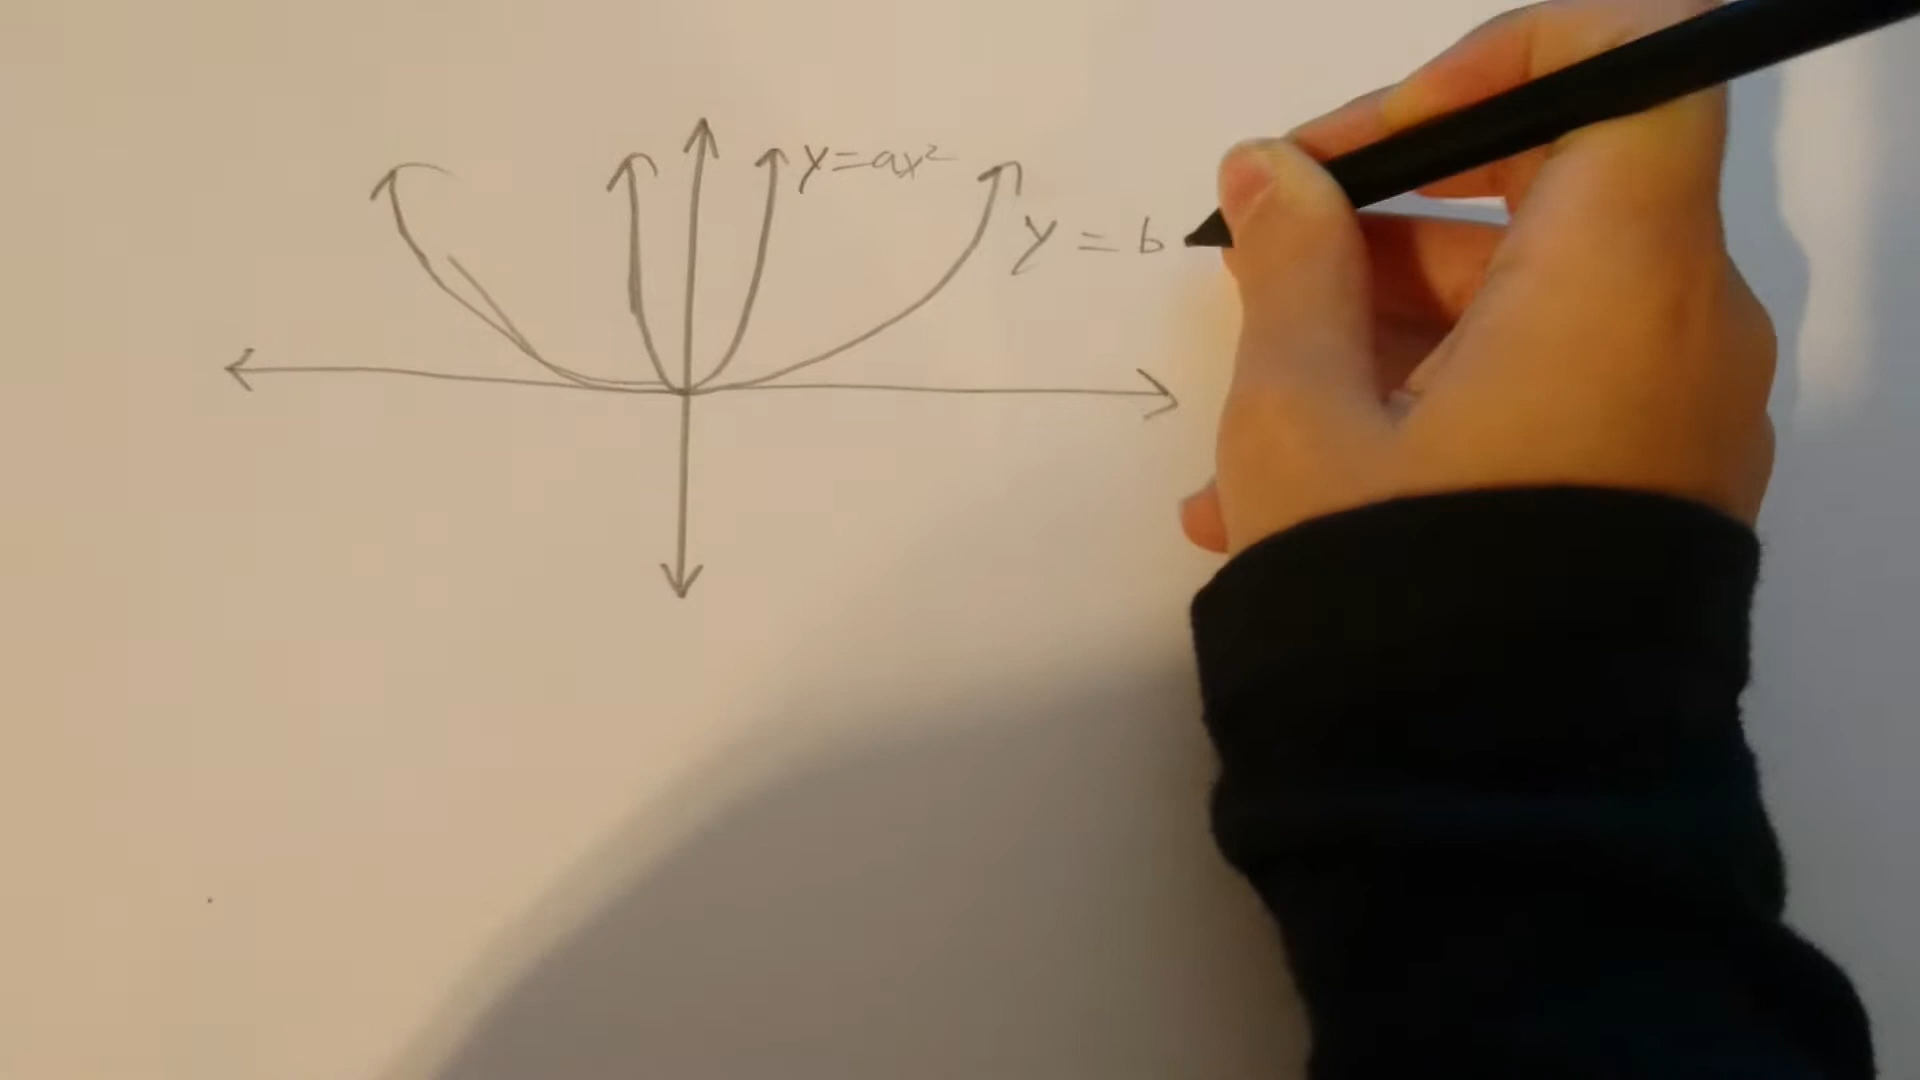 y=ax²
y = b